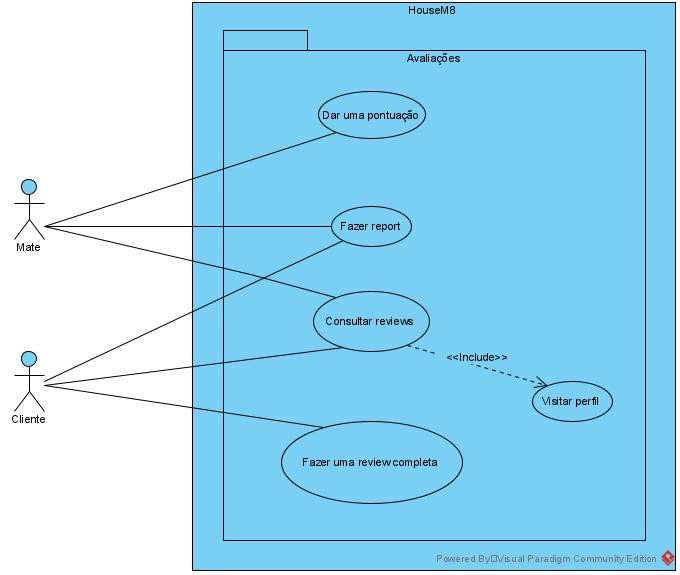 HouseM8
Avaliações
Dar uma pontuação
Mate
Fazer report
Consultar reviews
<<Include>>
Visitar perfil
Cliente
Fazer uma review completa
Powered By Visual Paradigm Community Edition